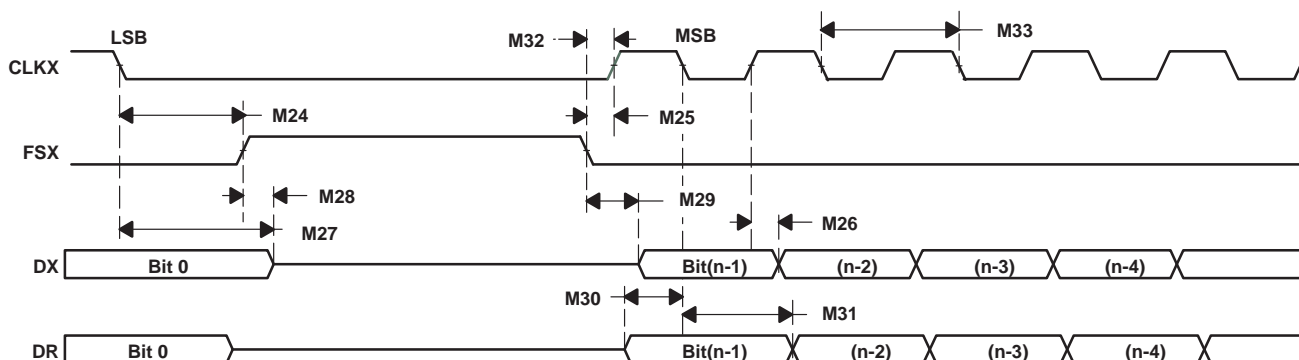 LSB
M32
MSB
M33
CLKX
M24
M25
FSX
M28
M29
M27
M26
DX
Bit 0
Bit(n-1)
(n-2)
(n-3)
(n-4)
M30
M31
DR
Bit 0
Bit(n-1)
(n-2)
(n-3)
(n-4)